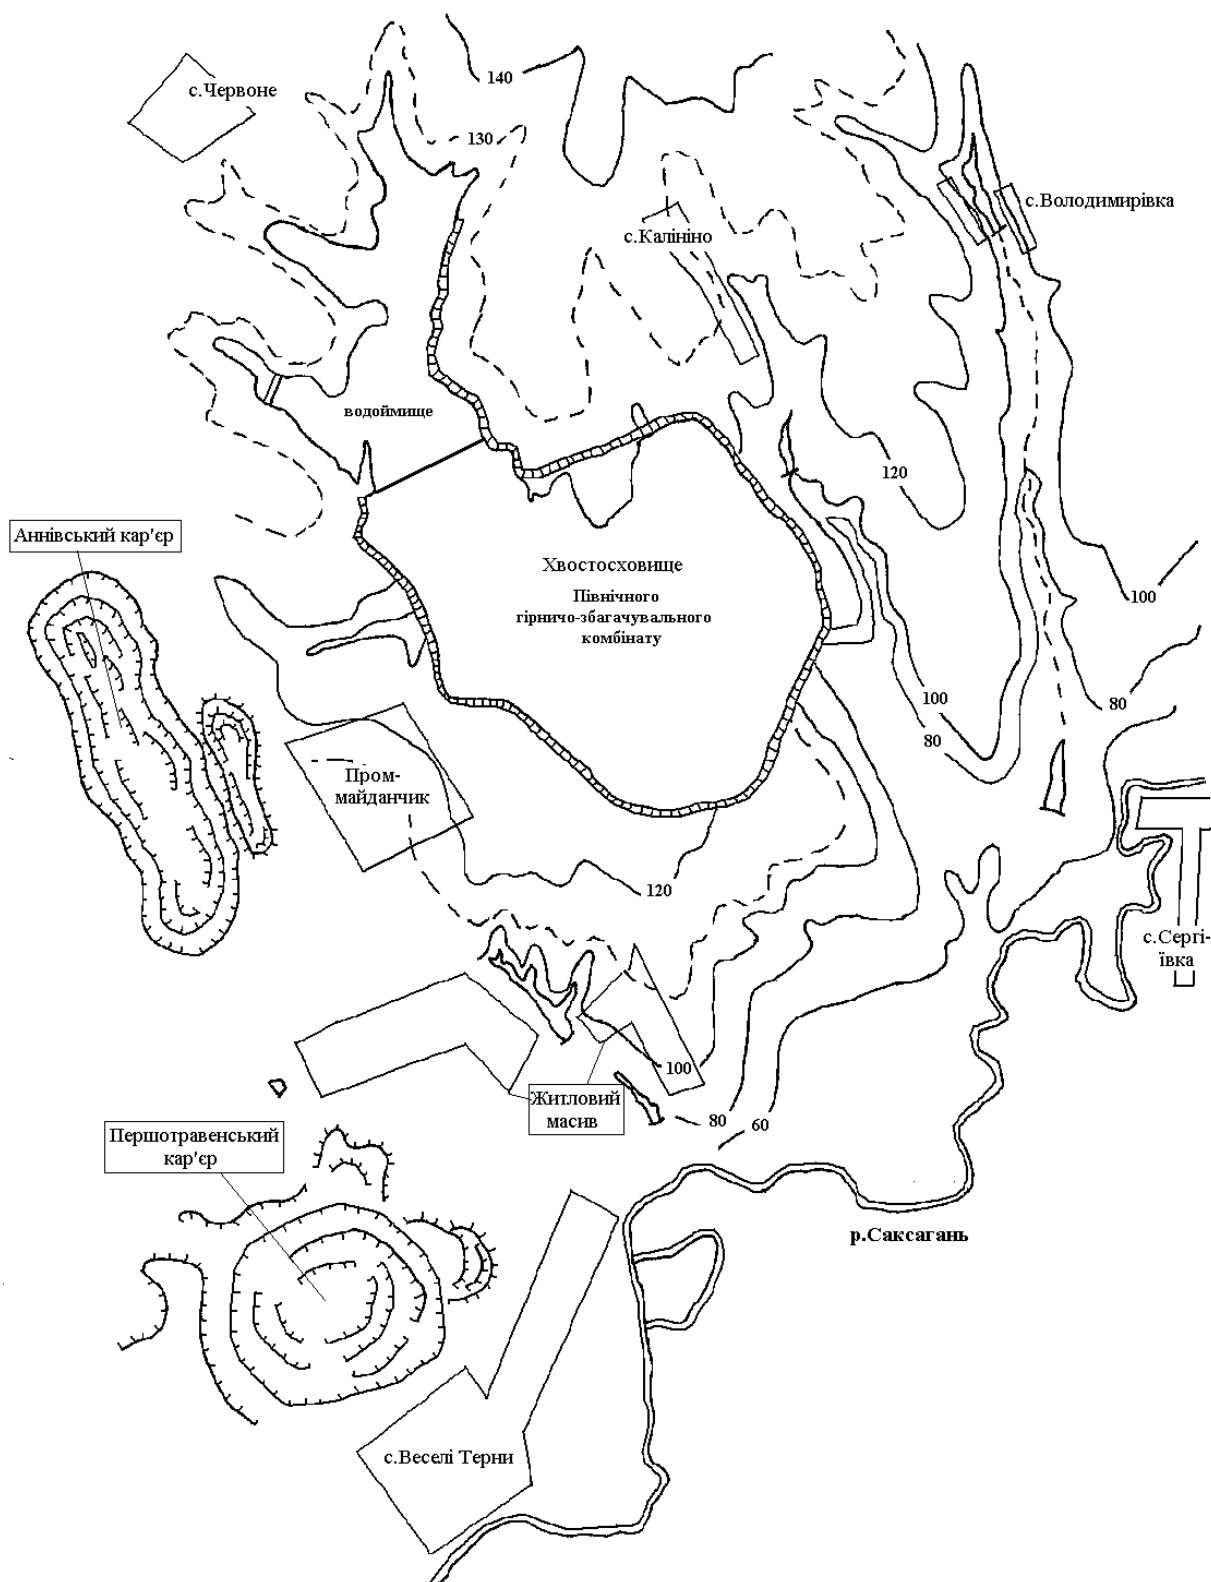 140
с.Червоне
130
с.Володимирівка
с.Калініно
водоймище
120
Аннівський кар'єр
Хвостосховище
Північного
гірничо-збагачувального
комбінату
100
100
80
80
Пром-
майданчик
120
с.Сергі-
ївка
100
Житловий
масив
80
60
Першотравенський
кар'єр
р.Саксагань
с.Веселі Терни